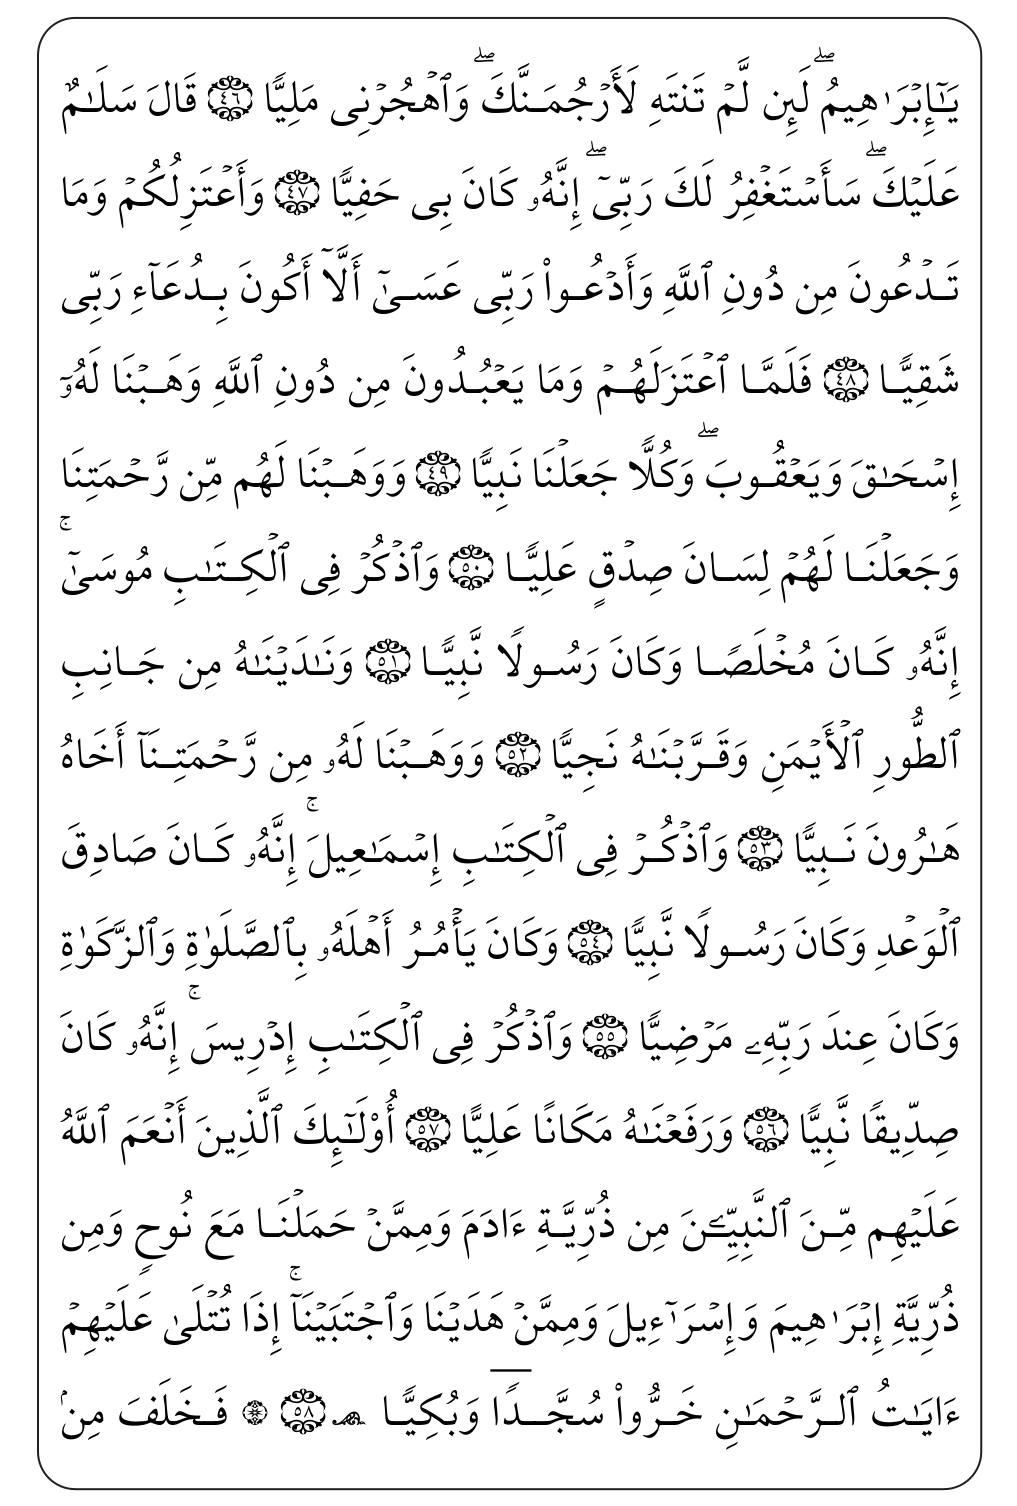 يَٰٓإِبۡرَٰهِيمُۖ لَئِن لَّمۡ تَنتَهِ لَأَرۡجُمَنَّكَۖ وَٱهۡجُرۡنِى مَلِيًّا ٤٦ قَالَ سَلَٰمٌ
عَلَيۡكَۖ سَأَسۡتَغۡفِرُ لَكَ رَبِّىٓۖ إِنَّهُۥ كَانَ بِى حَفِيًّا ٤٧ وَأَعۡتَزِلُكُمۡ وَمَا
تَدۡعُونَ مِن دُونِ ٱللَّهِ وَأَدۡعُواْ رَبِّى عَسَىٰٓ أَلَّآ أَكُونَ بِدُعَآءِ رَبِّى
شَقِيًّا ٤٨ فَلَمَّا ٱعۡتَزَلَهُمۡ وَمَا يَعۡبُدُونَ مِن دُونِ ٱللَّهِ وَهَبۡنَا لَهُۥٓ
إِسۡحَٰقَ وَيَعۡقُوبَۖ وَكُلًّا جَعَلۡنَا نَبِيًّا ٤٩ وَوَهَبۡنَا لَهُم مِّن رَّحۡمَتِنَا
وَجَعَلۡنَا لَهُمۡ لِسَانَ صِدۡقٍ عَلِيًّا ٥٠ وَٱذۡكُرۡ فِى ٱلۡكِتَٰبِ مُوسَىٰٓۚ
إِنَّهُۥ كَانَ مُخۡلَصًا وَكَانَ رَسُولًا نَّبِيًّا ٥١ وَنَٰدَيۡنَٰهُ مِن جَانِبِ
ٱلطُّورِ ٱلۡأَيۡمَنِ وَقَرَّبۡنَٰهُ نَجِيًّا ٥٢ وَوَهَبۡنَا لَهُۥ مِن رَّحۡمَتِنَآ أَخَاهُ
هَٰرُونَ نَبِيًّا ٥٣ وَٱذۡكُرۡ فِى ٱلۡكِتَٰبِ إِسۡمَٰعِيلَۚ إِنَّهُۥ كَانَ صَادِقَ
ٱلۡوَعۡدِ وَكَانَ رَسُولًا نَّبِيًّا ٥٤ وَكَانَ يَأۡمُرُ أَهۡلَهُۥ بِٱلصَّلَوٰةِ وَٱلزَّكَوٰةِ
وَكَانَ عِندَ رَبِّهِۦ مَرۡضِيًّا ٥٥ وَٱذۡكُرۡ فِى ٱلۡكِتَٰبِ إِدۡرِيسَۚ إِنَّهُۥ كَانَ
صِدِّيقًا نَّبِيًّا ٥٦ وَرَفَعۡنَٰهُ مَكَانًا عَلِيًّا ٥٧ أُوْلَٰٓئِكَ ٱلَّذِينَ أَنۡعَمَ ٱللَّهُ
عَلَيۡهِم مِّنَ ٱلنَّبِيِّـۧنَ مِن ذُرِّيَّةِ ءَادَمَ وَمِمَّنۡ حَمَلۡنَا مَعَ نُوحٍ وَمِن
ذُرِّيَّةِ إِبۡرَٰهِيمَ وَإِسۡرَٰٓءِيلَ وَمِمَّنۡ هَدَيۡنَا وَٱجۡتَبَيۡنَآۚ إِذَا تُتۡلَىٰ عَلَيۡهِمۡ
ءَايَٰتُ ٱلرَّحۡمَٰنِ خَرُّواْ سُجَّدًا وَبُكِيًّا ۩ ٥٨ ۞ فَخَلَفَ مِنۢ